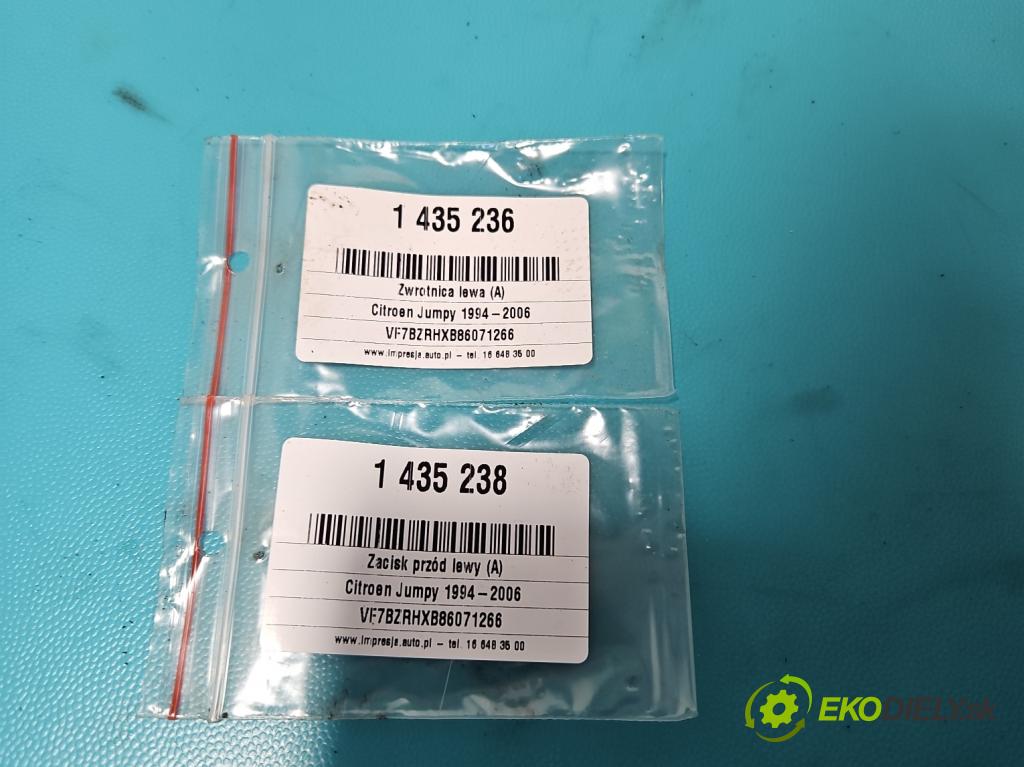 1 435 236
Zwrotnica lewa (A)
Citroen Jumpy 1994-2006
VF7BZRHXB86071266
www.impresja.auto.pl - tel. 16 648 35 00
1 435 238
Zacisk przód lewy (A)
Citroen Jumpy 1994-2006
VF7BZRHXB86071266
www.impresja.auto.pl - tel. 16 648 35 00
EKODIELY.sk